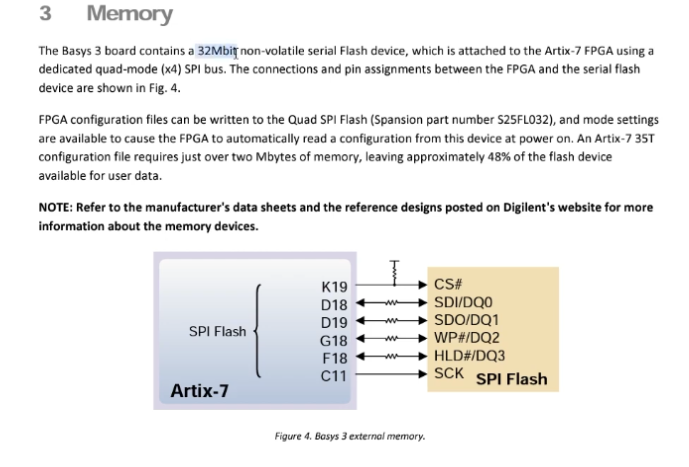 3 Memory
The Basys 3 board contains a 32Mbit non-volatile serial Flash device, which is attached to the Artix-7 FPGA using a
dedicated quad-mode (x4) SPI bus. The connections and pin assignments between the FPGA and the serial flash
device are shown in Fig. 4.
FPGA configuration files can be written to the Quad SPI Flash (Spansion part number S25FL032), and mode settings
are available to cause the FPGA to automatically read a configuration from this device at power on. An Artix-7 35T
configuration file requires just over two Mbytes of memory, leaving approximately 48% of the flash device
available for user data.
NOTE: Refer to the manufacturer's data sheets and the reference designs posted on Digilent's website for more
information about the memory devices.
SPI Flash
Artix-7
K19
D18
D19
G18
F18
C11
CS#
SDI/DQ0
SDO/DQ1
WP#/DQ2
HLD#/DQ3
SCK
SPI Flash
Figure 4. Basys 3 external memory.